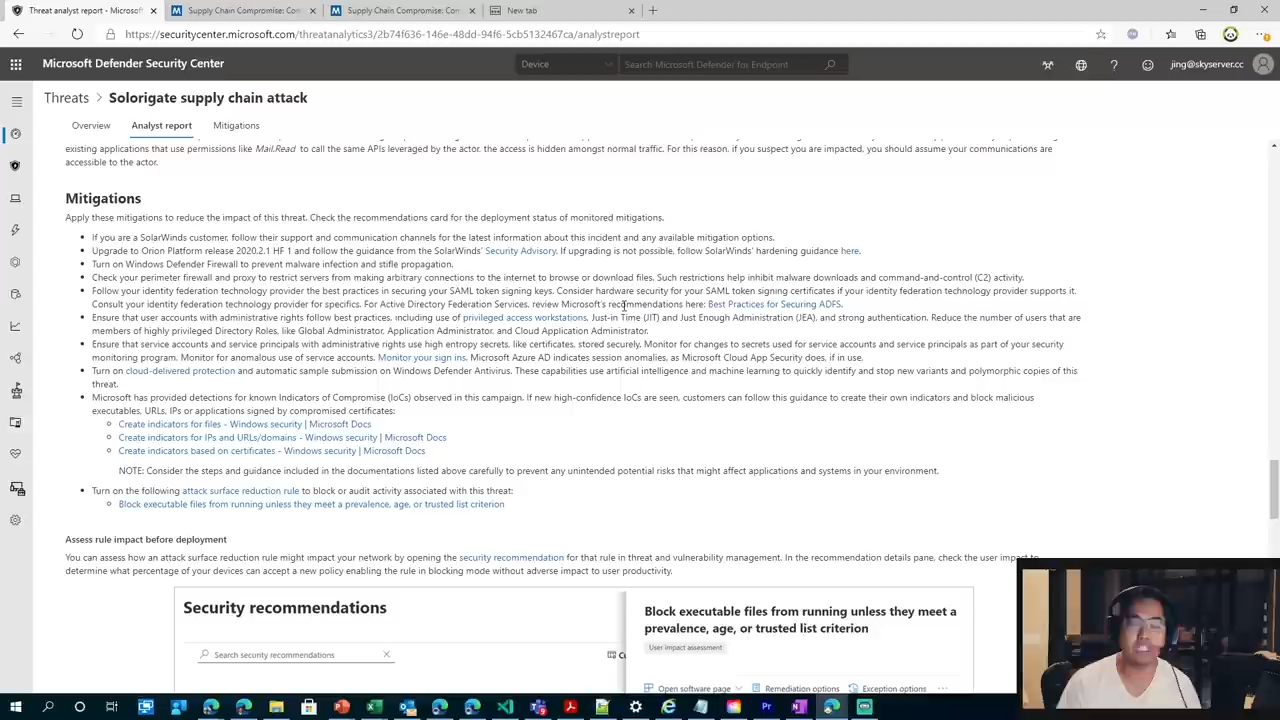 Threat analyst report - Microsof
Supply Chain Compromise: Cont
Supply Chain Compromise: Com
New tab
https://securitycenter.microsoft.com/threatanalytics3/2b74f636-146e-48dd-94f6-5cb5132467ca/analystreport
Microsoft Defender Security Center
Device
Search Microsoft Defender for Endpoint
jing@skyserver.cc
Threats > Solorigate supply chain attack
Overview
Analyst report
Mitigations
existing applications that use permissions like Mail.Read to call the same APIs leveraged by the actor, the access is hidden amongst normal traffic. For this reason, if you suspect you are impacted, you should assume your communications are
accessible to the actor.
Mitigations
Apply these mitigations to reduce the impact of this threat. Check the recommendations card for the deployment status of monitored mitigations.
If you are a SolarWinds customer, follow their support and communication channels for the latest information about this incident and any available mitigation options.
Upgrade to Orion Platform release 2020.2.1 HF 1 and follow the guidance from the SolarWinds' Security Advisory. If upgrading is not possible, follow SolarWinds' hardening guidance here.
Turn on Windows Defender Firewall to prevent malware infection and stifle propagation.
Check your perimeter firewall and proxy to restrict servers from making arbitrary connections to the internet to browse or download files. Such restrictions help inhibit malware downloads and command-and-control (C2) activity.
Follow your identity federation technology provider the best practices in securing your SAML token signing keys. Consider hardware security for your SAML token signing certificates if your identity federation technology provider supports it.
Consult your identity federation technology provider for specifics. For Active Directory Federation Services, review Microsoft's recommendations here: Best Practices for Securing ADFS.
Ensure that user accounts with administrative rights follow best practices, including use of privileged access workstations, Just-in Time (JIT) and Just Enough Administration (JEA), and strong authentication. Reduce the number of users that are
members of highly privileged Directory Roles, like Global Administrator, Application Administrator, and Cloud Application Administrator.
Ensure that service accounts and service principals with administrative rights use high entropy secrets, like certificates, stored securely. Monitor for changes to secrets used for service accounts and service principals as part of your security
monitoring program. Monitor for anomalous use of service accounts. Monitor your sign ins. Microsoft Azure AD indicates session anomalies, as Microsoft Cloud App Security does, if in use.
Turn on cloud-delivered protection and automatic sample submission on Windows Defender Antivirus. These capabilities use artificial intelligence and machine learning to quickly identify and stop new variants and polymorphic copies of this
threat.
Microsoft has provided detections for known Indicators of Compromise (IoCs) observed in this campaign. If new high-confidence IoCs are seen, customers can follow this guidance to create their own indicators and block malicious
executables, URLs, IPs or applications signed by compromised certificates:
Create indicators for files - Windows security | Microsoft Docs
Create indicators for IPs and URLs/domains - Windows security | Microsoft Docs
Create indicators based on certificates - Windows security | Microsoft Docs
NOTE: Consider the steps and guidance included in the documentations listed above carefully to prevent any unintended potential risks that might affect applications and systems in your environment.
Turn on the following attack surface reduction rule to block or audit activity associated with this threat:
Block executable files from running unless they meet a prevalence, age, or trusted list criterion
Assess rule impact before deployment
You can assess how an attack surface reduction rule might impact your network by opening the security recommendation for that rule in threat and vulnerability management. In the recommendation details pane, check the user impact to
determine what percentage of your devices can accept a new policy enabling the rule in blocking mode without adverse impact to user productivity.
Security recommendations
Search security recommendations
Cu
Block executable files from running unless they meet a
prevalence, age, or trusted list criterion
User impact assessment
Open software page
Remediation options
Exception options